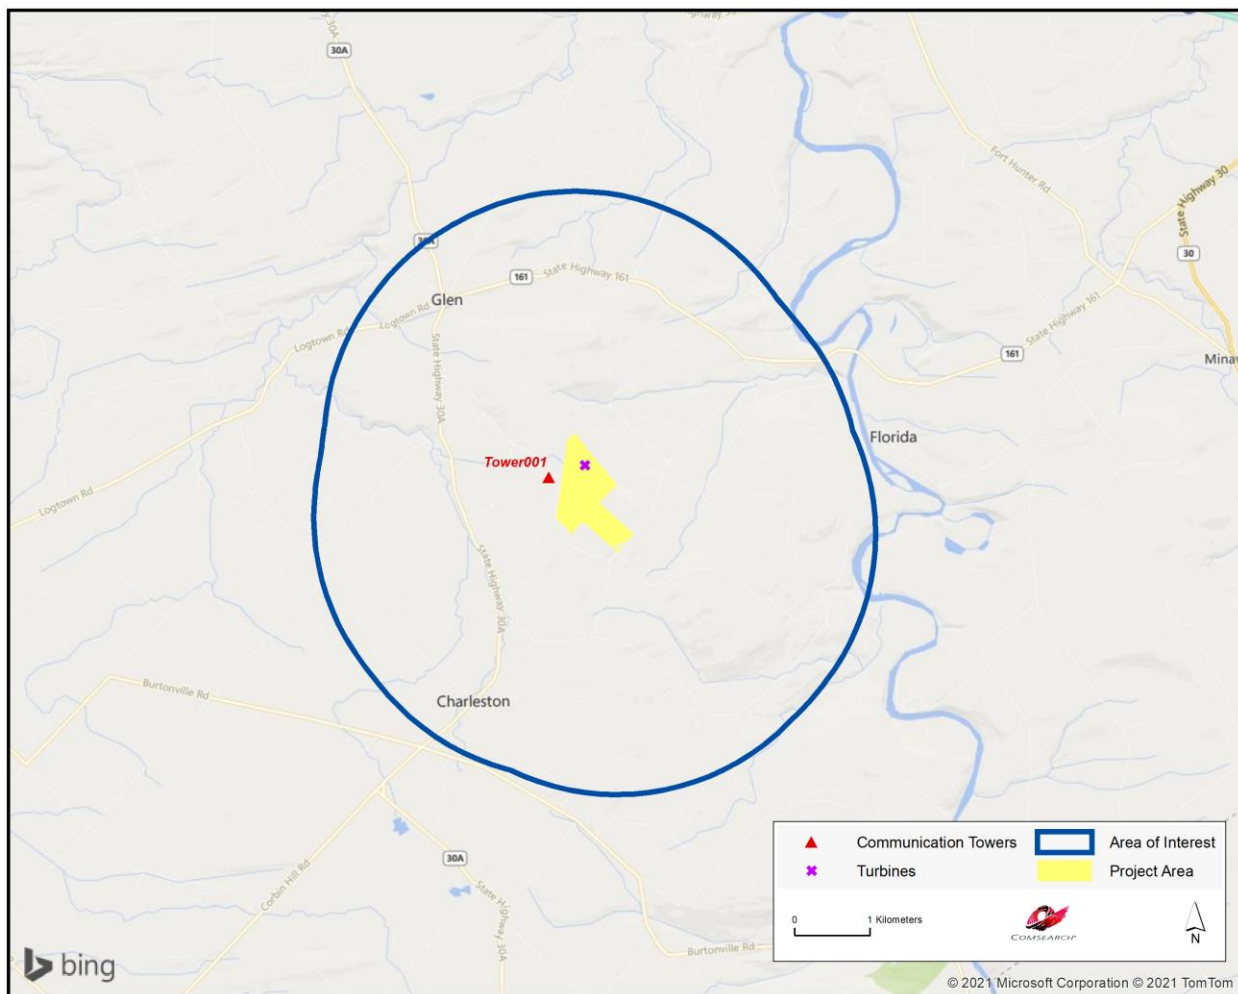 30A
Fort Hunter Rd
State Highway 30
30
30A
161
State Highway 161
Glen
Logtown Rd
Logtown Rd
State Highway 161
161
Mina
State Highway 30A
Florida
Tower001
Logtown Rd
State Highway 30A
Burtonville Rd
Charleston
Corbin Hill Rd
30A
State Highway 30A
Burtonville Rd
Communication Towers
Area of Interest
Turbines
Project Area
0 1 Kilometers
COMSEARCH
N
bing
© 2021 Microsoft Corporation © 2021 TomTom